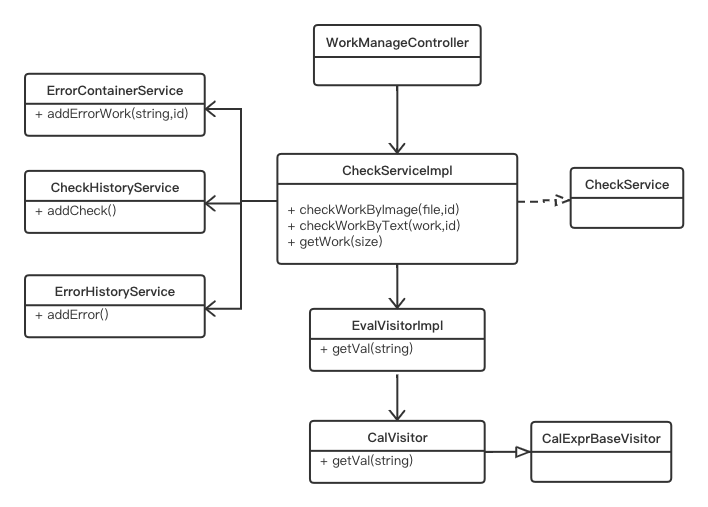 WorkManageController
ErrorContainerService
+ addErrorWork(string,id)
CheckServiceImpl
+ checkWorkByImage(file,id)
+ checkWorkByText(work,id)
+ getWork(size)
CheckHistoryService
+ addCheck()
CheckService
ErrorHistoryService
+ addError()
EvalVisitorImpl
+ getVal(string)
CalVisitor
+ getVal(string)
CalExprBaseVisitor